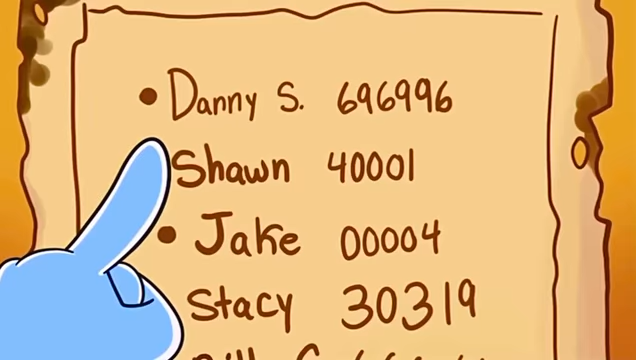 • Danny S. 696996
Shawn 40001
• Jake 00004
Stacy 30319